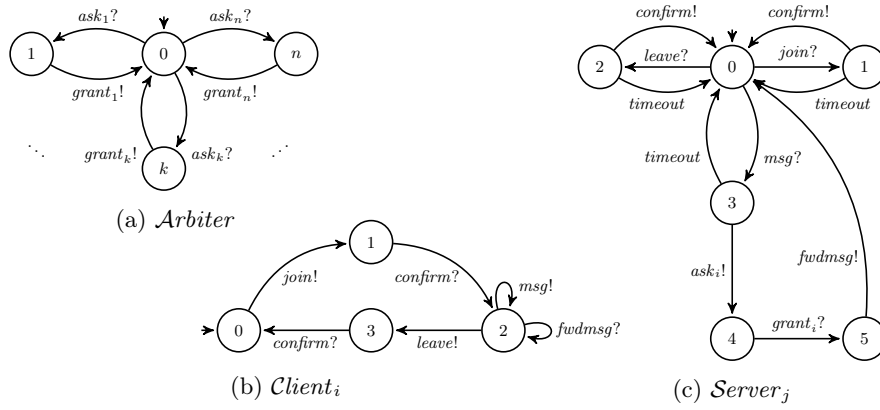 ask₁?
askₙ?
1
0
n
grant₁!
grantₙ!
grantₖ!
askₖ?
⋱
⋰
k
(a) Arbiter
1
join!
confirm?
msg!
0
3
2
fwdmsg?
confirm?
leave!
(b) Clientᵢ
confirm!
confirm!
2
leave?
0
join?
1
timeout
timeout
timeout
msg?
3
askᵢ!
fwdmsg!
4
grantᵢ?
5
(c) Serverⱼ